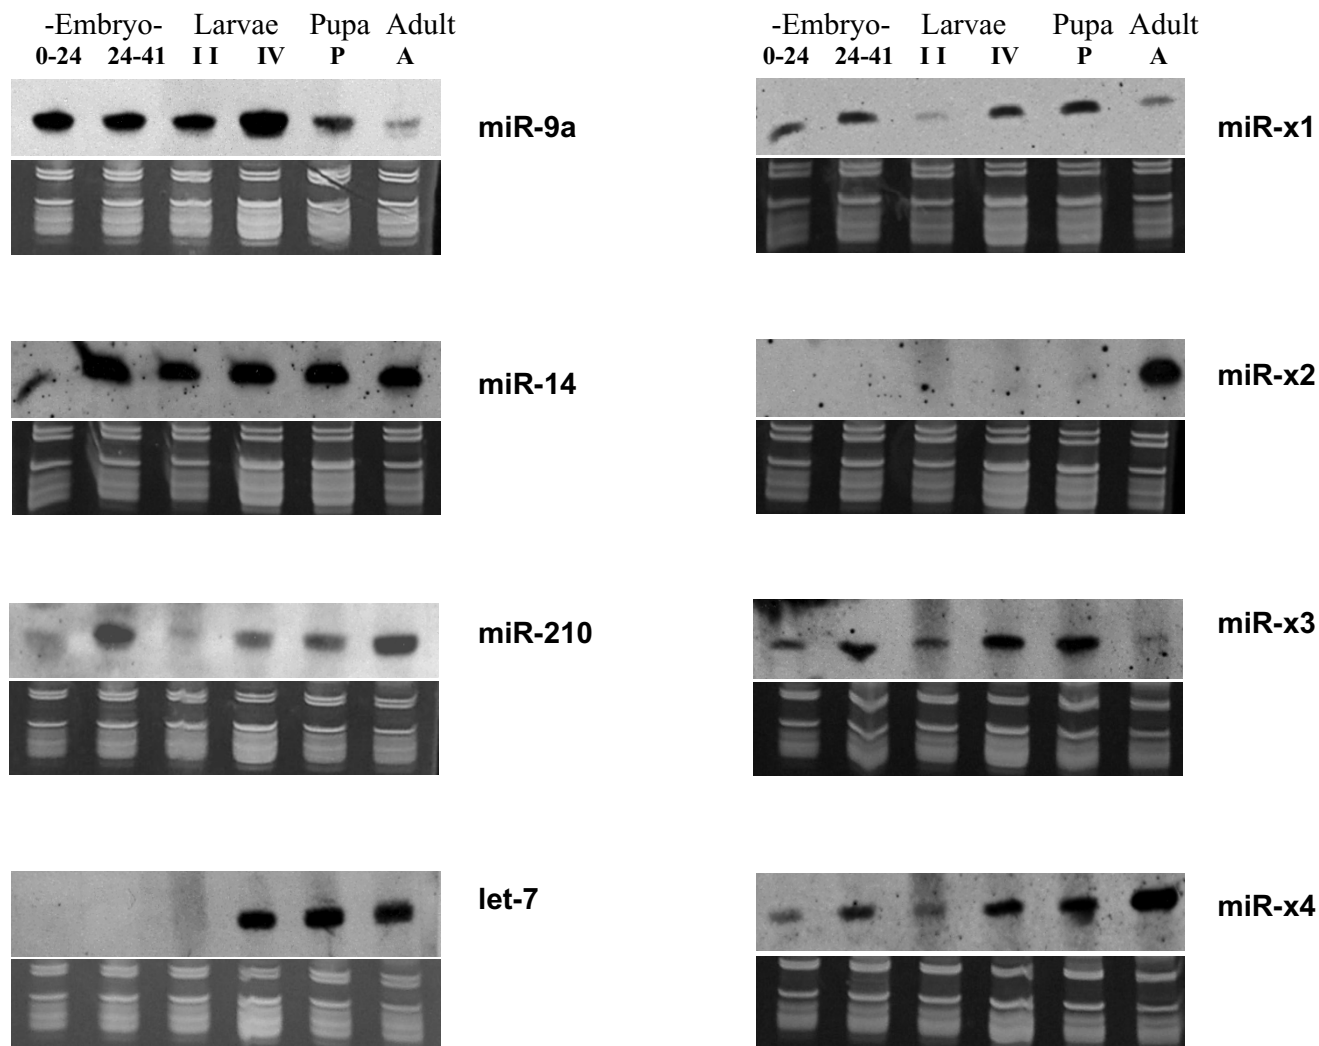 -Embryo- Larvae Pupa Adult
0-24 24-41 I I IV P A
miR-9a
miR-14
miR-210
let-7
-Embryo- Larvae Pupa Adult
0-24 24-41 I I IV P A
miR-x1
miR-x2
miR-x3
miR-x4